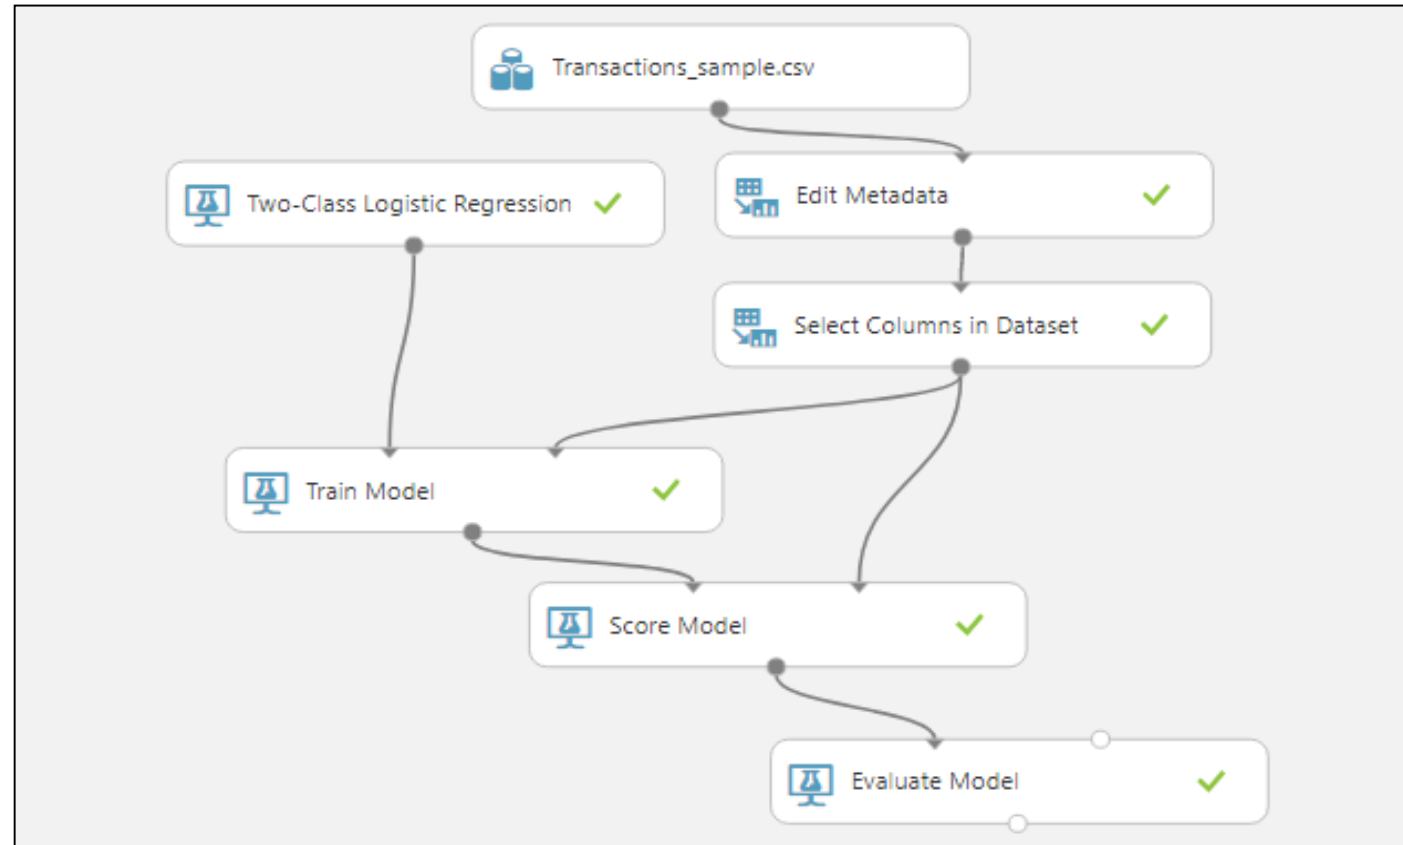 Transactions_sample.csv
Two-Class Logistic Regression
Edit Metadata
Select Columns in Dataset
Train Model
Score Model
Evaluate Model